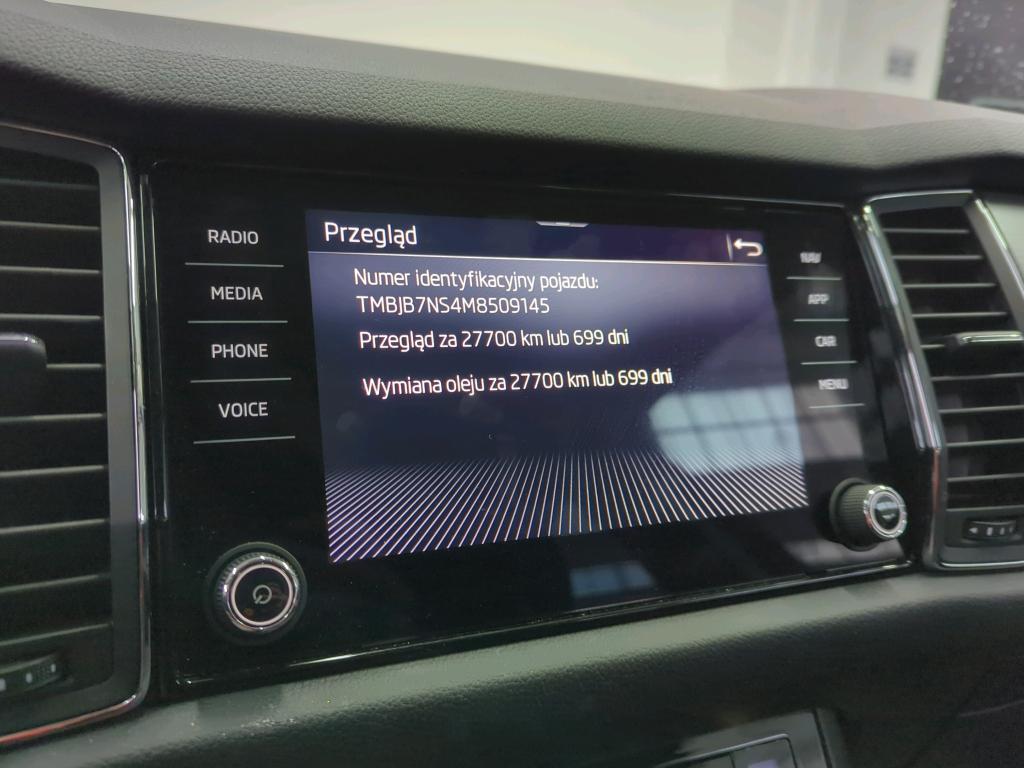 Przegląd
Numer identyfikacyjny pojazdu:
TMBJB7NS4M8509145
Przegląd za 27700 km lub 699 dni
Wymiana oleju za 27700 km lub 699 dni
RADIO
MEDIA
PHONE
VOICE
NAV
APP
CAR
MENU